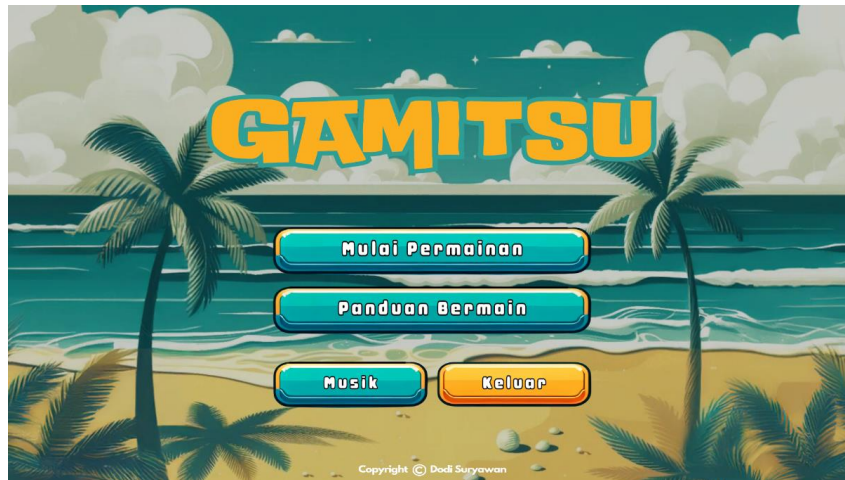 GAMITSU
Mulai Permainan
Panduan Bermain
Musik
Keluar
Copyright © Dodi Suryawan